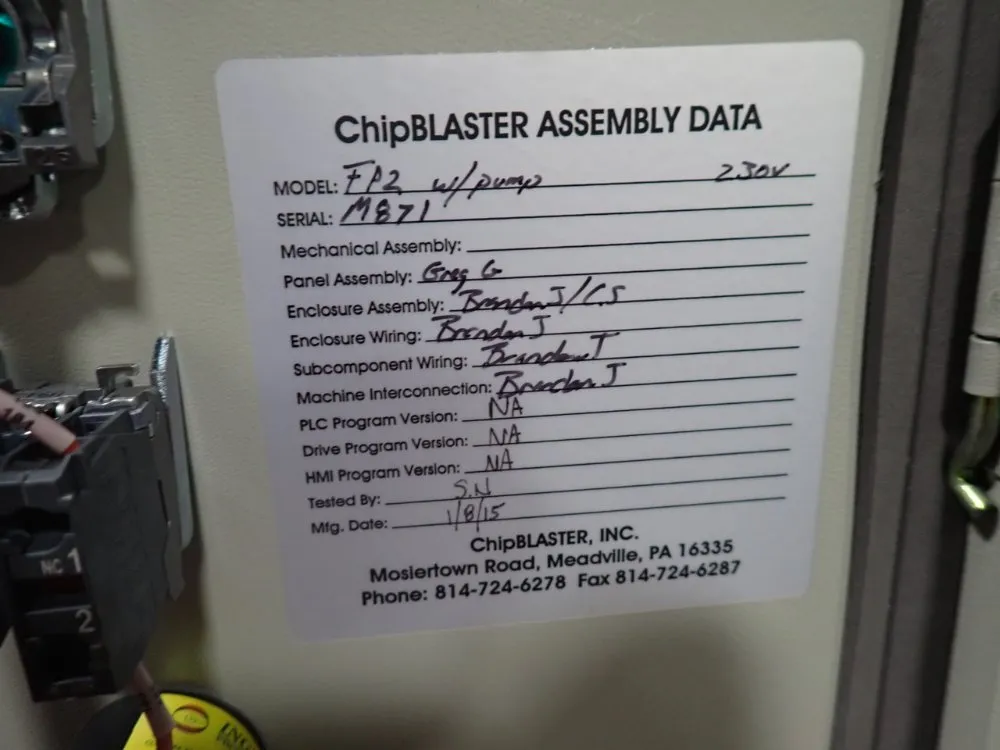 ChipBLASTER ASSEMBLY DATA
MODEL: FP2 w/pump 230V
SERIAL: M871
Mechanical Assembly:
Panel Assembly: Greg G
Enclosure Assembly: Brandon J/C.S
Enclosure Wiring: Brandon J
Subcomponent Wiring: Brandon J
Machine Interconnection: Brandon J
PLC Program Version: NA
Drive Program Version: NA
HMI Program Version: NA
Tested By: S.N
Mfg. Date: 1/8/15
ChipBLASTER, INC.
Mosiertown Road, Meadville, PA 16335
Phone: 814-724-6278 Fax 814-724-6287
NC 1
2